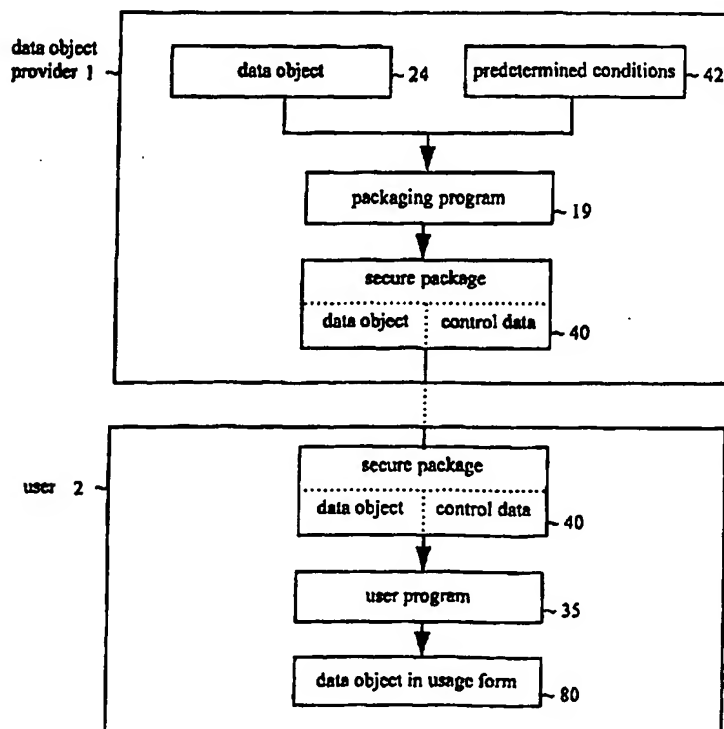 data object
provider 1
data object
24
predetermined conditions
42
packaging program
19
secure package
data object
control data
40
user 2
secure package
data object
control data
40
user program
35
data object in usage form
80